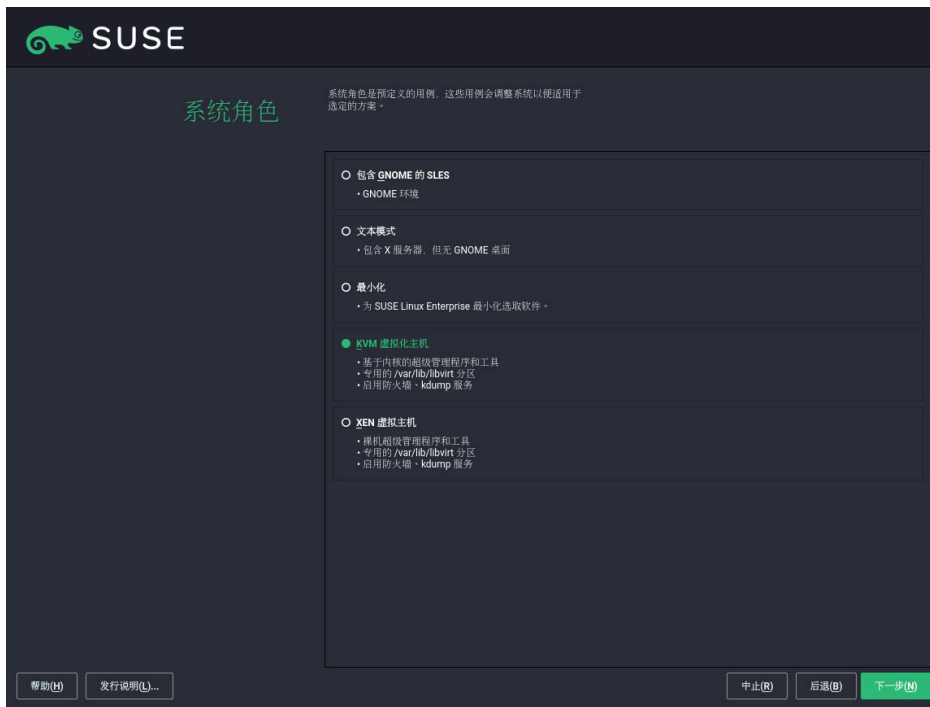 SUSE
系统角色
系统角色是预定义的用例，这些用例会调整系统以便适用于
选定的方案。
包含 GNOME 的 SLES
• GNOME 环境
文本模式
• 包含 X 服务器，但无 GNOME 桌面
最小化
• 为 SUSE Linux Enterprise 最小化选取软件。
KVM 虚拟化主机
• 基于内核的超级管理程序和工具
• 专用的 /var/lib/libvirt 分区
• 启用防火墙、kdump 服务
XEN 虚拟主机
• 裸机超级管理程序和工具
• 专用的 /var/lib/libvirt 分区
• 启用防火墙、kdump 服务
帮助(H) 发行说明(L)... 中止(R) 后退(B) 下一步(N)